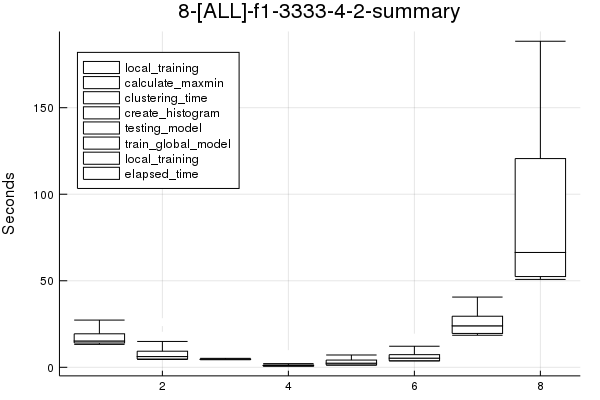 8-[ALL]-f1-3333-4-2-summary
local_training
calculate_maxmin
clustering_time
create_histogram
testing_model
train_global_model
local_training
elapsed_time
Seconds
150
100
50
0
2 4 6 8